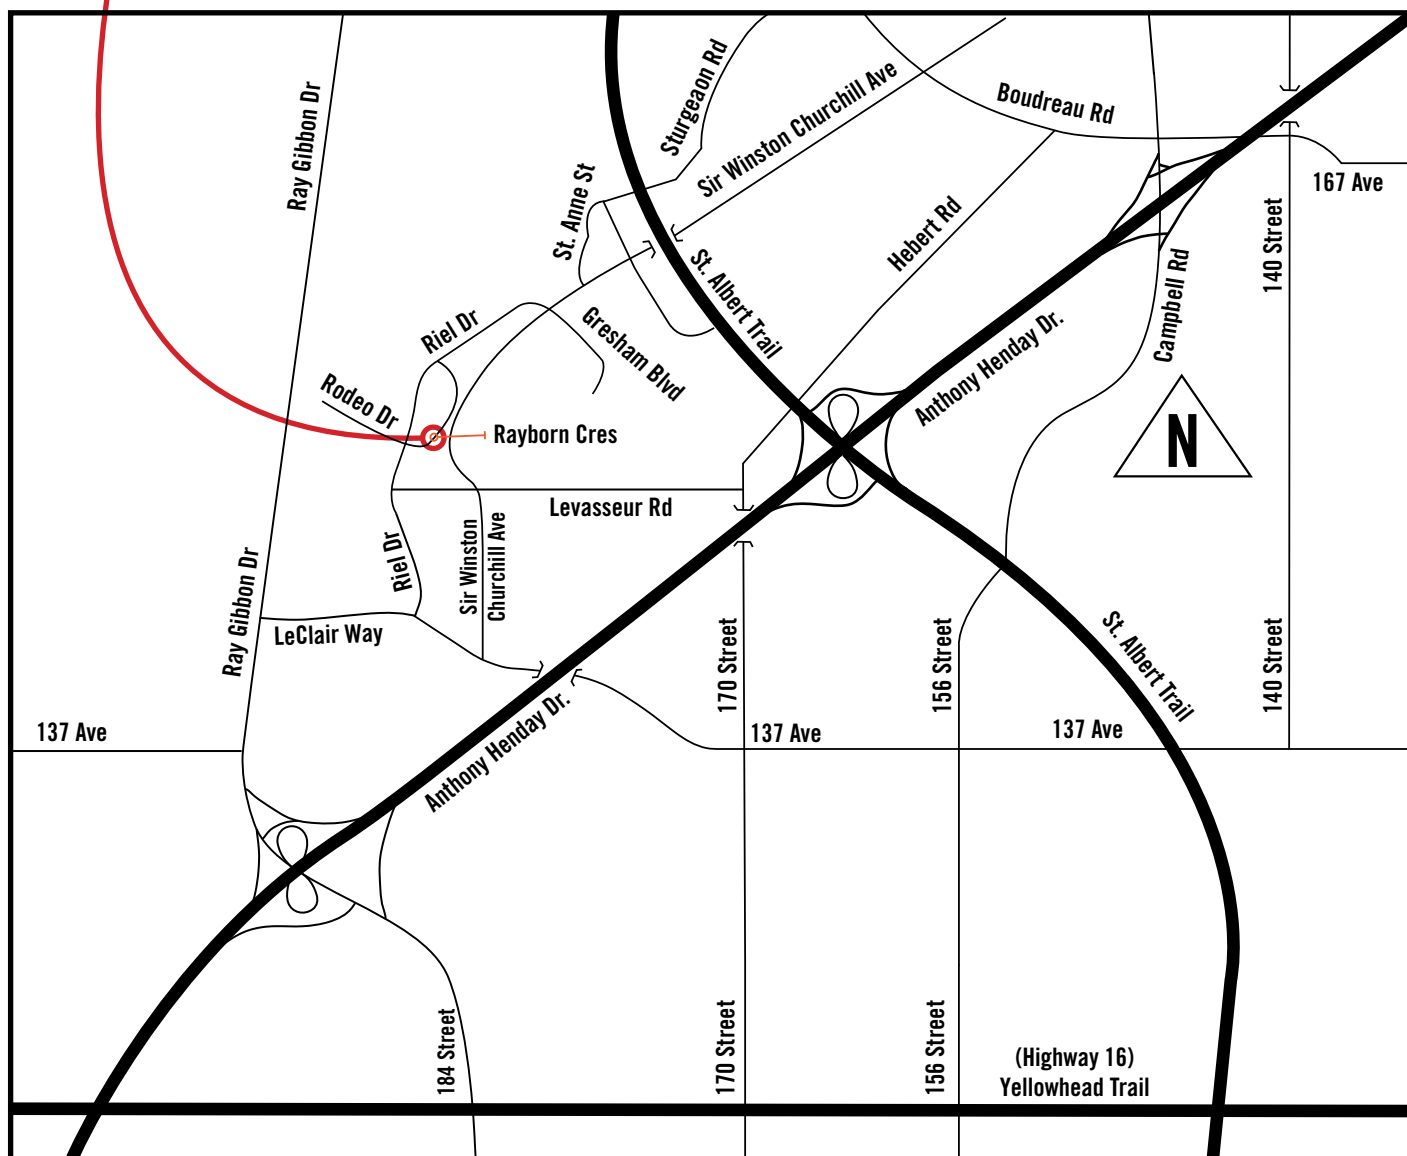 Ray Gibbon Dr
Sturgeaon Rd
Sir Winston Churchill Ave
Boudreau Rd
167 Ave
St. Anne St
Hebert Rd
140 Street
St. Albert Trail
Campbell Rd
Riel Dr
Gresham Blvd
Anthony Henday Dr.
Rodeo Dr
Rayborn Cres
N
Levasseur Rd
Riel Dr
Sir Winston
Churchill Ave
Ray Gibbon Dr
LeClair Way
170 Street
156 Street
St. Albert Trail
140 Street
137 Ave
Anthony Henday Dr.
137 Ave
137 Ave
184 Street
170 Street
156 Street
(Highway 16)
Yellowhead Trail